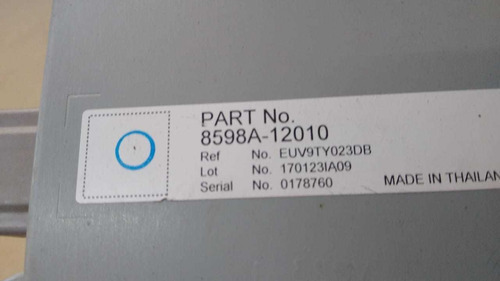 PART No.
8598A-12010
Ref No. EUV9TY023DB
Lot No. 170123IA09
Serial No. 0178760
MADE IN THAILAN